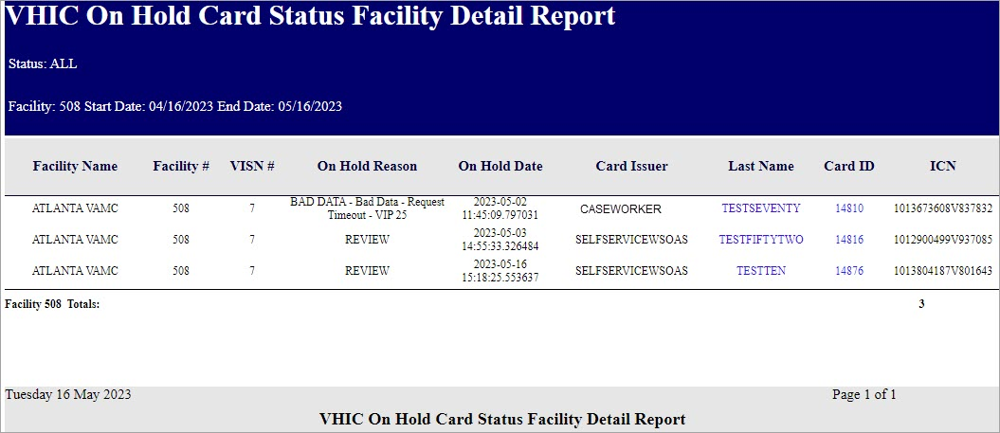 VHIC On Hold Card Status Facility Detail Report
Status: ALL
Facility: 508 Start Date: 04/16/2023 End Date: 05/16/2023
Facility Name Facility # VISN # On Hold Reason On Hold Date Card Issuer Last Name Card ID ICN
ATLANTA VAMC 508 7 BAD DATA - Bad Data - Request Timeout - VIP 25 2023-05-02 11:45:09.797031 CASEWORKER TESTSEVENTY 14810 1013673608V837832
ATLANTA VAMC 508 7 REVIEW 2023-05-03 14:55:33.326484 SELFSERVICEWSOAS TESTFIFTYTWO 14816 1012900499V937085
ATLANTA VAMC 508 7 REVIEW 2023-05-16 15:18:25.553637 SELFSERVICEWSOAS TESTTEN 14876 1013804187V801643
Facility 508 Totals: 3
Tuesday 16 May 2023 Page 1 of 1
VHIC On Hold Card Status Facility Detail Report